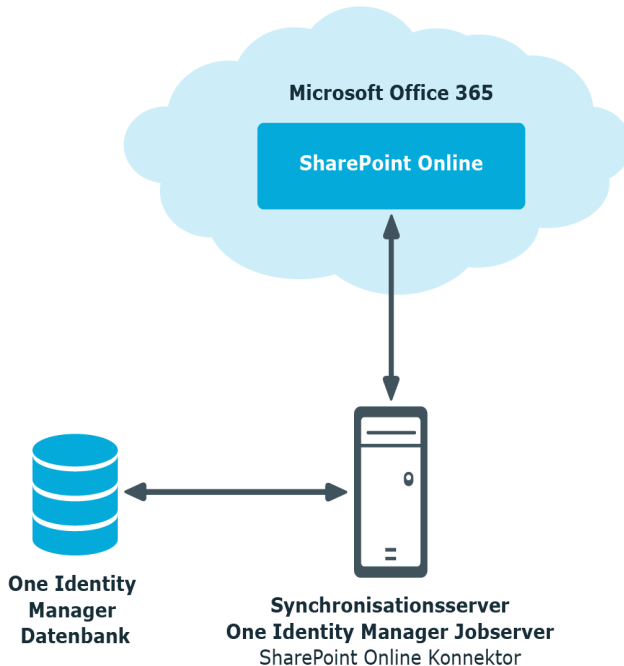 Microsoft Office 365
SharePoint Online
One Identity
Manager
Datenbank
Synchronisationsserver
One Identity Manager Jobserver
SharePoint Online Konnektor